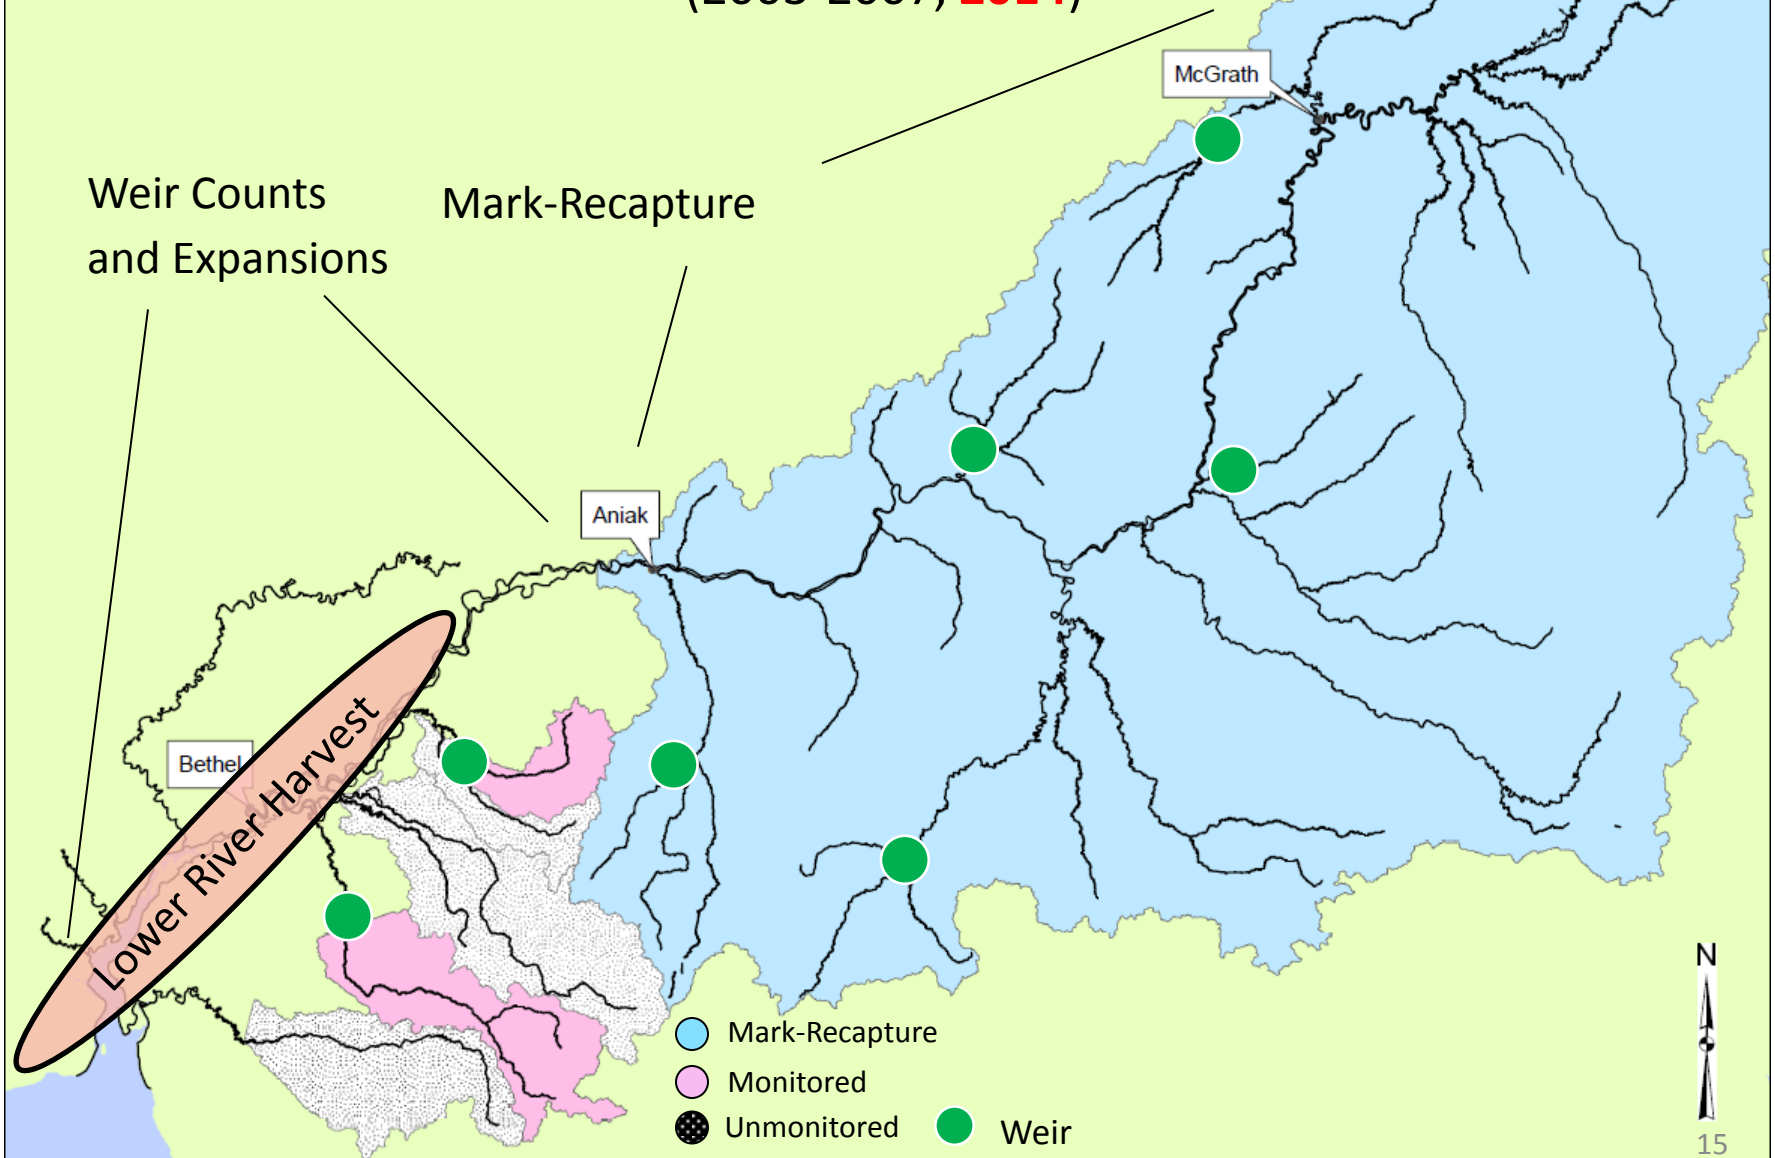 McGrath
Weir Counts
and Expansions
Mark-Recapture
Aniak
Bethel
Lower River Harvest
Mark-Recapture
Monitored
Unmonitored
Weir
N
15